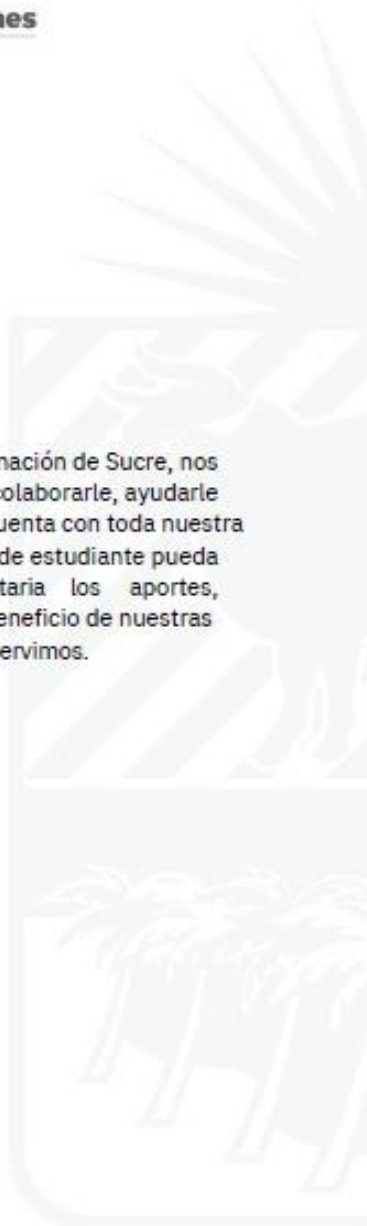 nes
nación de Sucre, nos
colaborarle, ayudarle
uenta con toda nuestra
de estudiante pueda
taria los aportes,
eneficio de nuestras
ervimos.